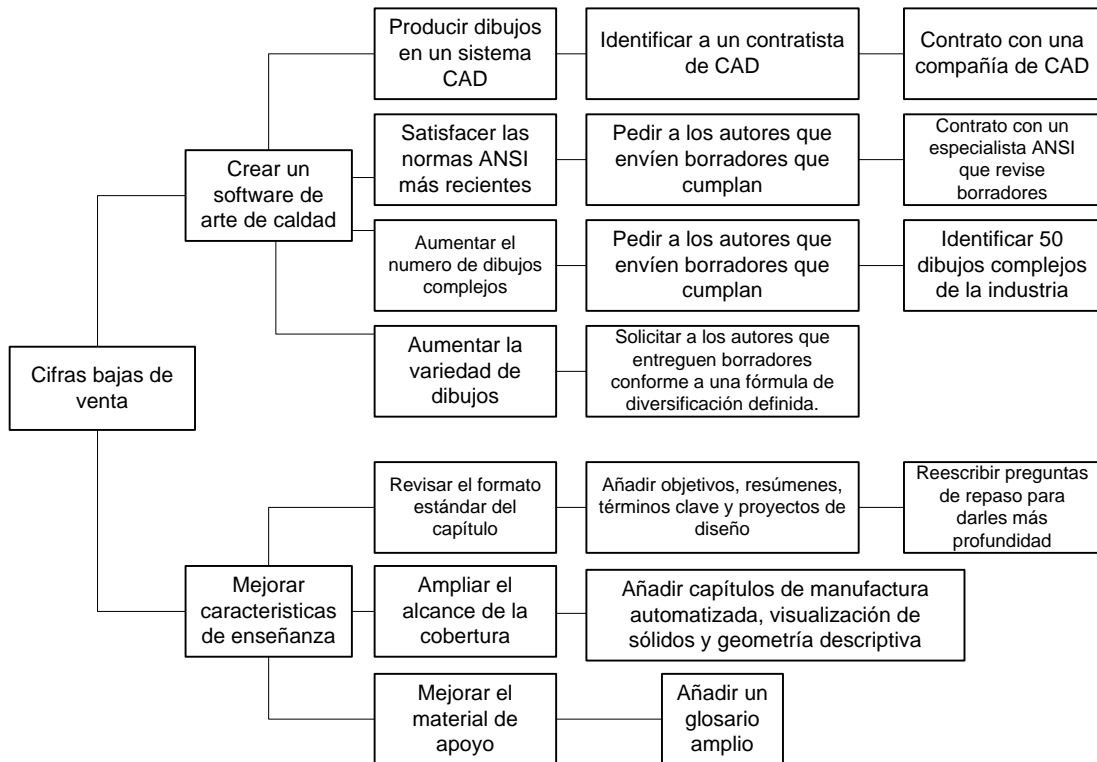 Producir dibujos
en un sistema
CAD
Identificar a un contratista
de CAD
Contrato con una
compañía de CAD
Satisfacer las
normas ANSI
más recientes
Pedir a los autores que
envíen borradores que
cumplan
Contrato con un
especialista ANSI
que revise
borradores
Crear un
software de
arte de caldad
Aumentar el
numero de dibujos
complejos
Pedir a los autores que
envíen borradores que
cumplan
Identificar 50
dibujos complejos
de la industria
Aumentar la
variedad de
dibujos
Solicitar a los autores que
entreguen borradores
conforme a una fórmula de
diversificación definida.
Cifras bajas de
venta
Revisar el formato
estándar del
capítulo
Añadir objetivos, resúmenes,
términos clave y proyectos de
diseño
Reescribir preguntas
de repaso para
darles más
profundidad
Mejorar
caracteristicas
de enseñanza
Ampliar el
alcance de la
cobertura
Añadir capítulos de manufactura
automatizada, visualización de
sólidos y geometría descriptiva
Mejorar el
material de
apoyo
Añadir un
glosario
amplio